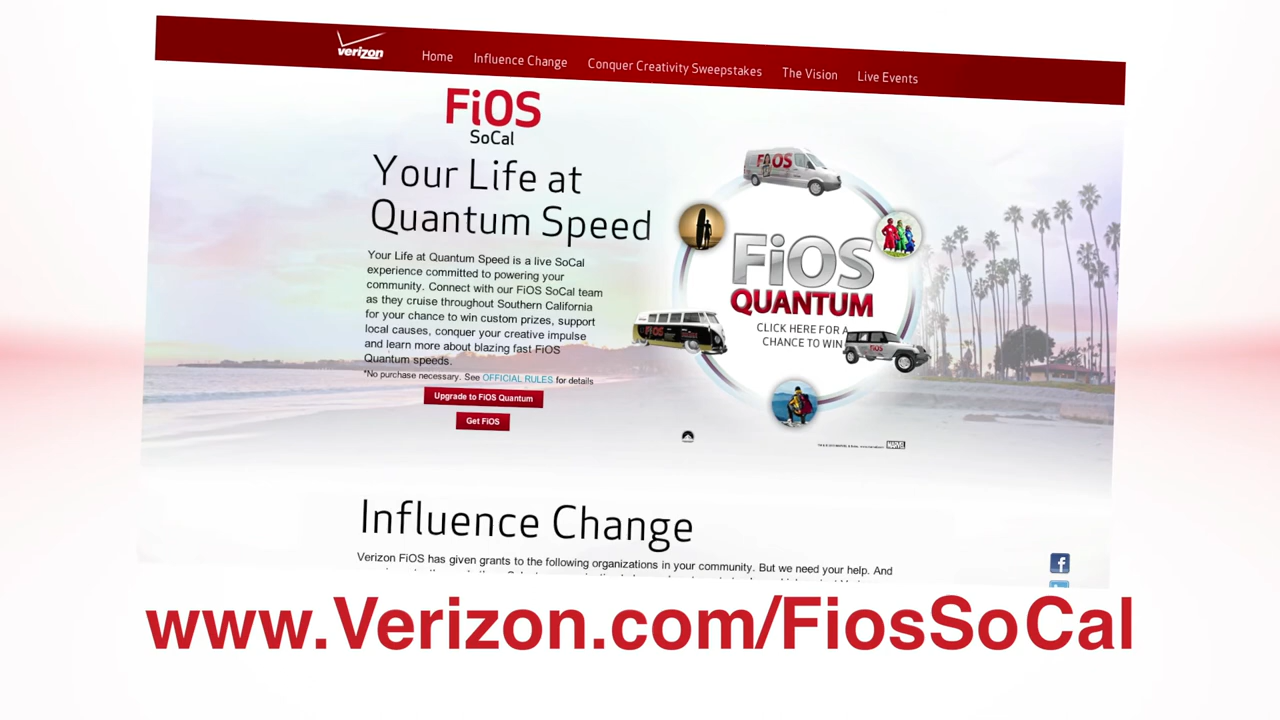 verizon
Home Influence Change Conquer Creativity Sweepstakes The Vision Live Events
FiOS
SoCal
Your Life at
Quantum Speed
Your Life at Quantum Speed is a live SoCal
experience committed to powering your
community. Connect with our FiOS SoCal team
as they cruise throughout Southern California
for your chance to win custom prizes, support
local causes, conquer your creative impulse
and learn more about blazing fast FiOS
Quantum speeds.
*No purchase necessary. See OFFICIAL RULES for details
Upgrade to FiOS Quantum
Get FiOS
FiOS
FiOS
QUANTUM
CLICK HERE FOR A
CHANCE TO WIN
FiOS
FiOS
MARVEL
Influence Change
Verizon FiOS has given grants to the following organizations in your community. But we need your help. And
www.Verizon.com/FiosSoCal